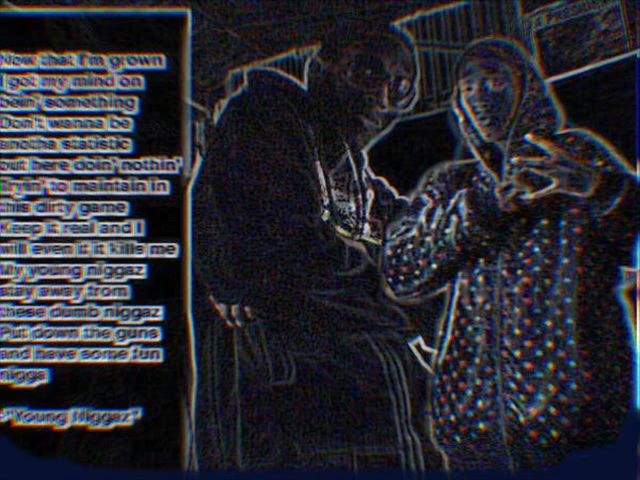 Now that I'm grown
I got my mind on
bein' something
Don't wanna be
anotha statistic
out here doin' nothin'
Tryin' to maintain in
this dirty game
Keep it real and I
will even if it kills me
My young niggaz
stay away from
these dumb niggaz
Put down the guns
and have some fun
nigga
-"Young Niggaz"